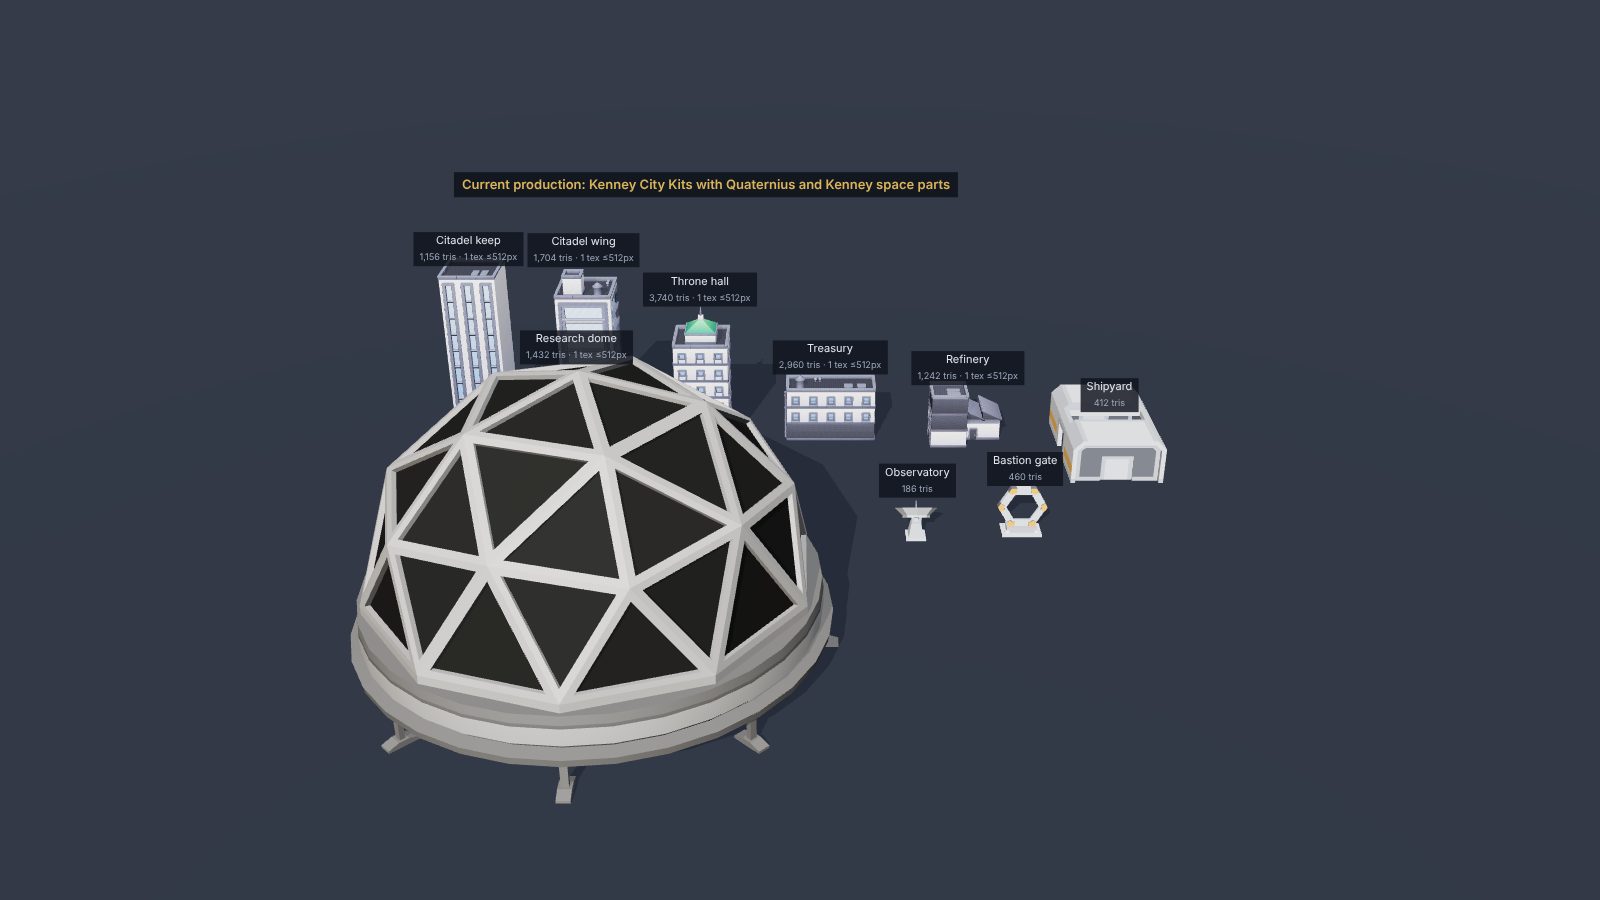 Current production: Kenney City Kits with Quaternius and Kenney space parts
Citadel keep
1,156 tris · 1 tex ≤512px
Citadel wing
1,704 tris · 1 tex ≤512px
Throne hall
3,740 tris · 1 tex ≤512px
Research dome
1,432 tris · 1 tex ≤512px
Treasury
2,960 tris · 1 tex ≤512px
Refinery
1,242 tris · 1 tex ≤512px
Shipyard
412 tris
Observatory
186 tris
Bastion gate
460 tris